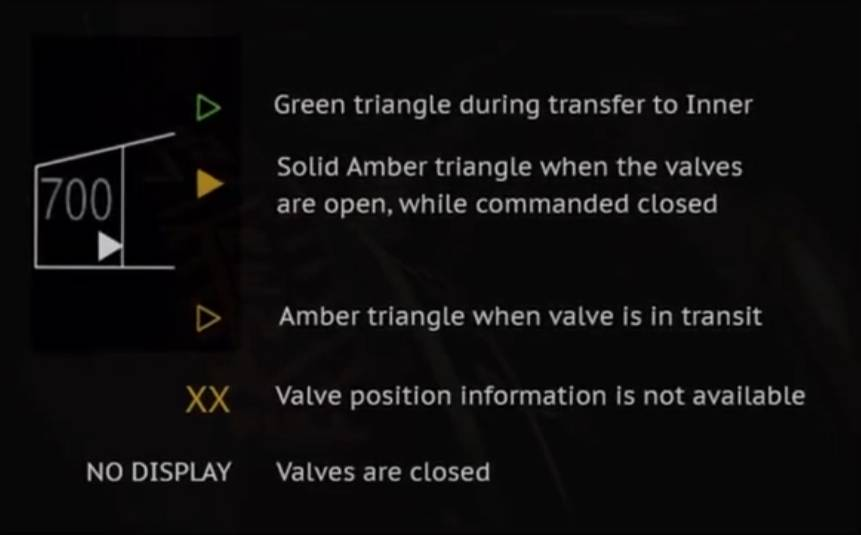 Green triangle during transfer to Inner
Solid Amber triangle when the valves
are open, while commanded closed
700
Amber triangle when valve is in transit
XX Valve position information is not available
NO DISPLAY Valves are closed